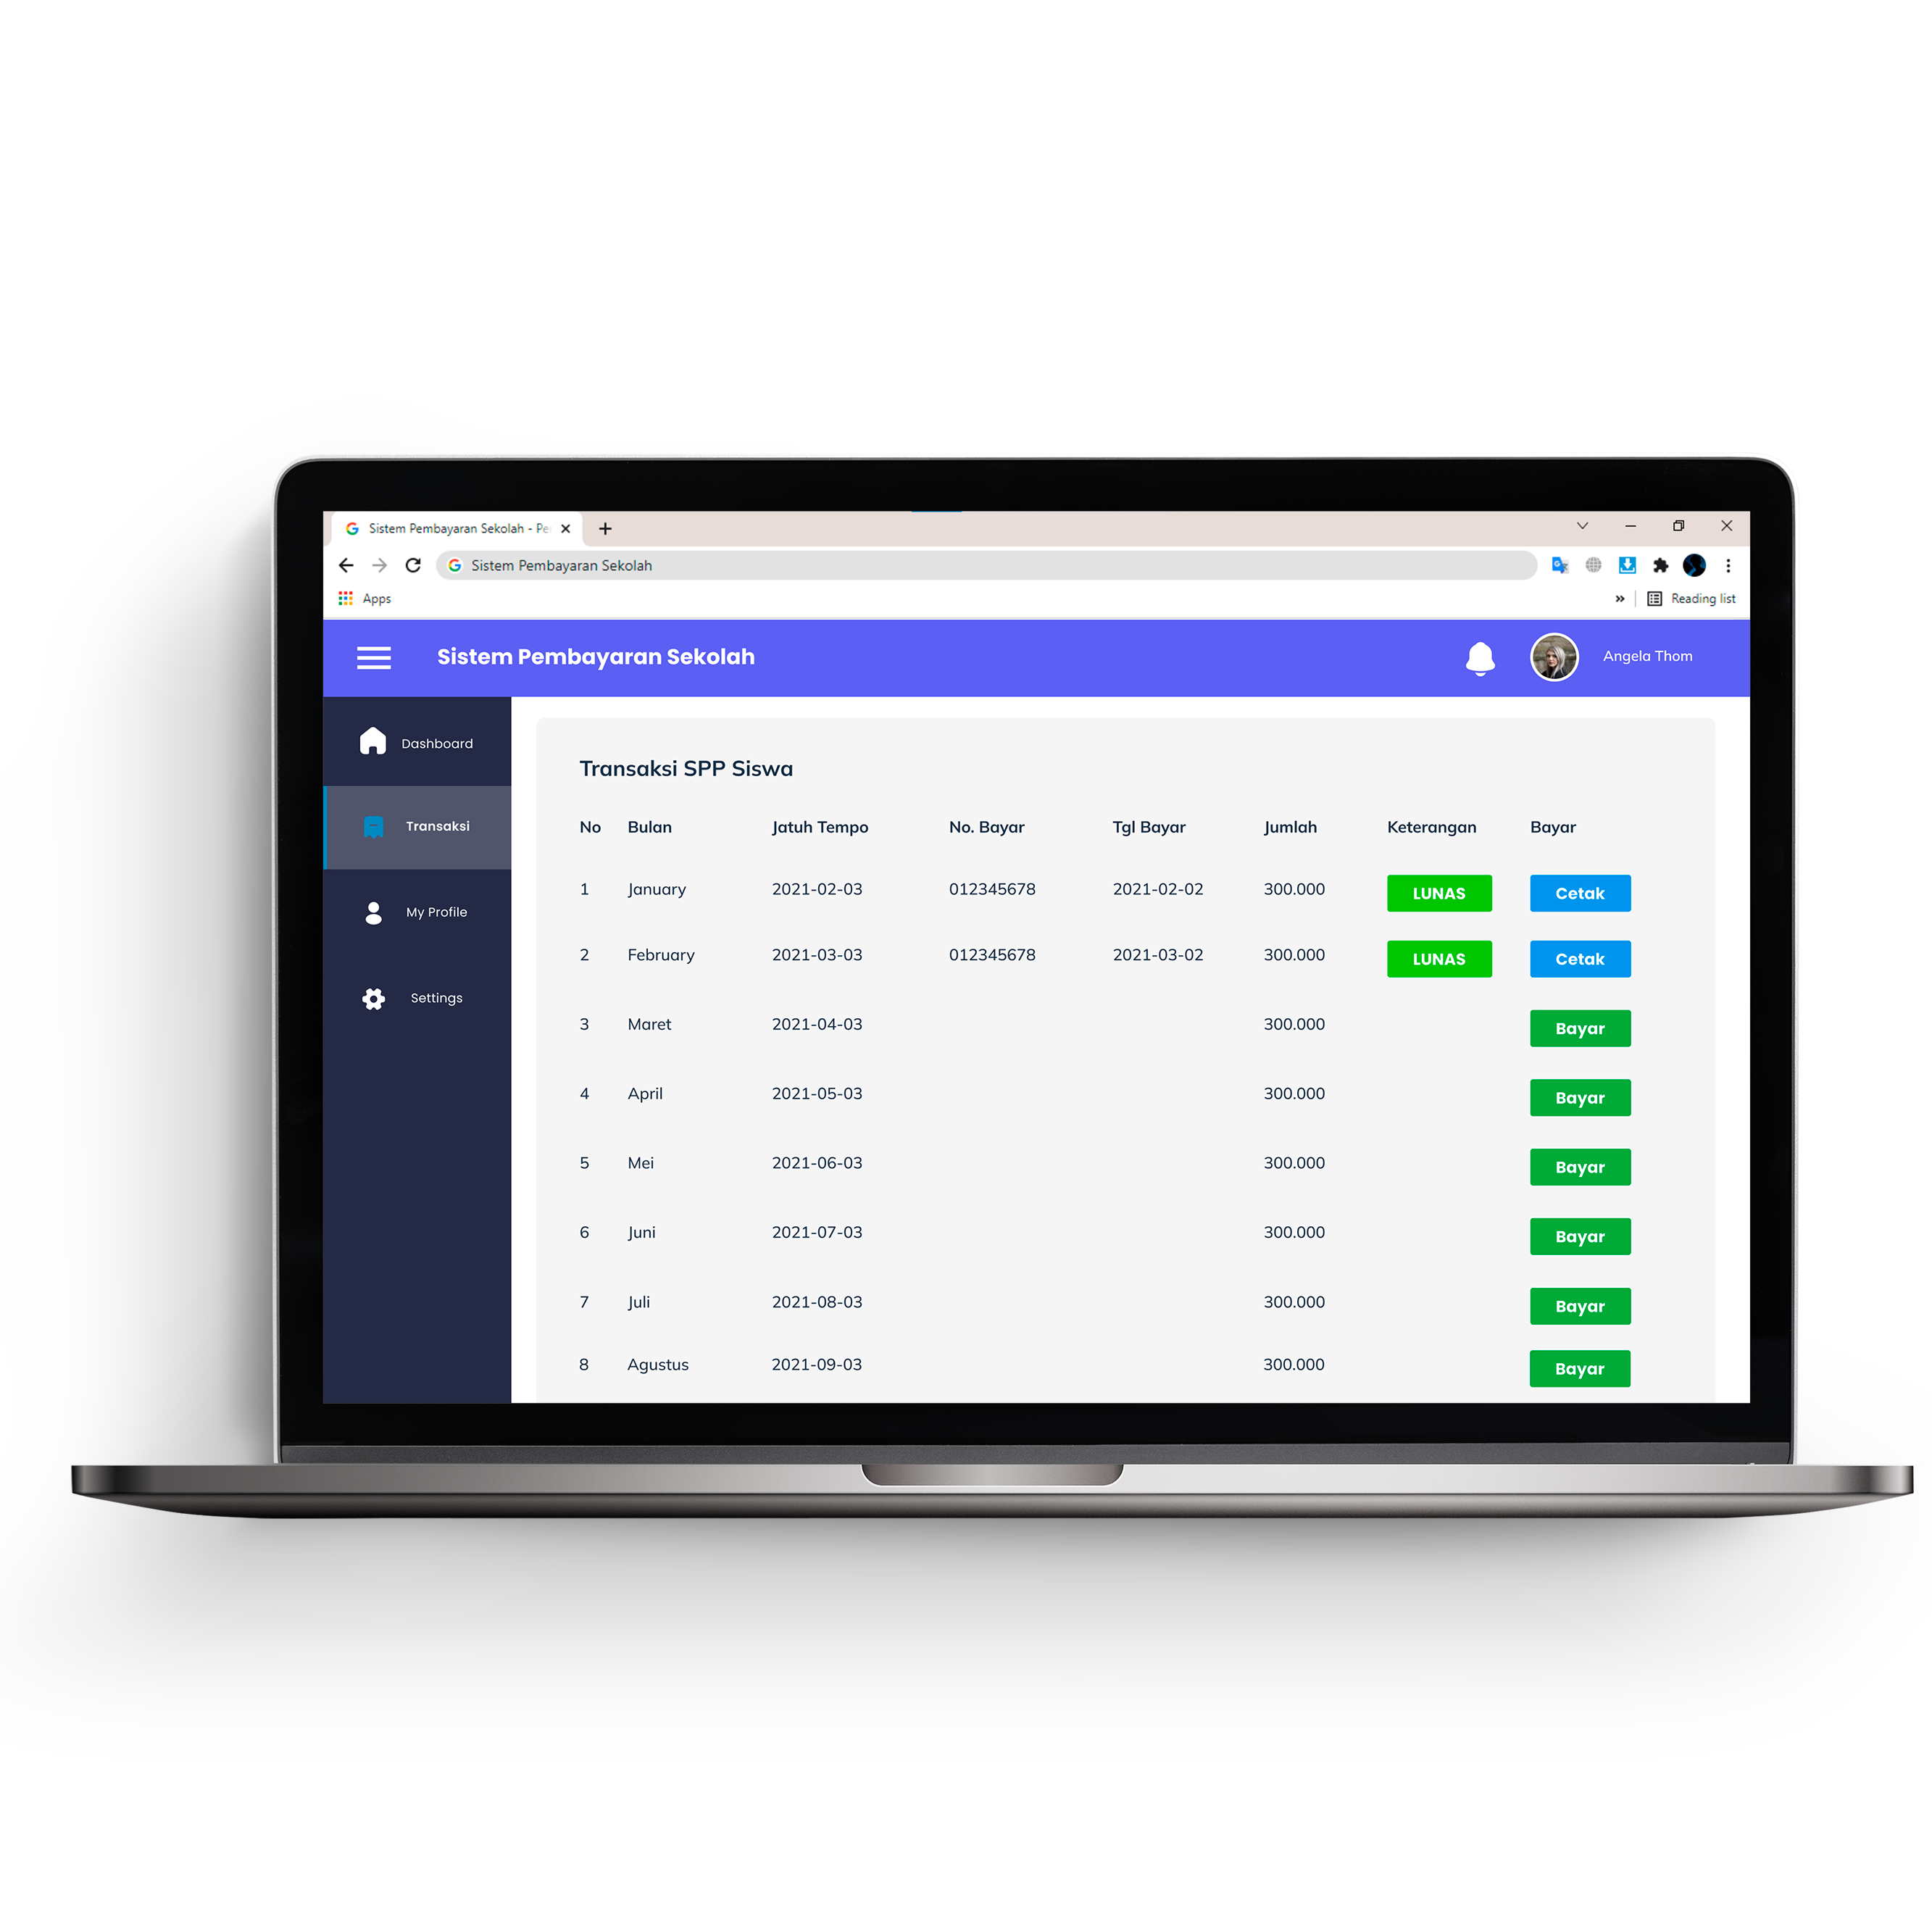 Sistem Pembayaran Sekolah - Pe
Sistem Pembayaran Sekolah
Apps
Reading list
Sistem Pembayaran Sekolah
Angela Thom
Dashboard
Transaksi
My Profile
Settings
Transaksi SPP Siswa
No Bulan Jatuh Tempo No. Bayar Tgl Bayar Jumlah Keterangan Bayar
1 January 2021-02-03 012345678 2021-02-02 300.000 LUNAS Cetak
2 February 2021-03-03 012345678 2021-03-02 300.000 LUNAS Cetak
3 Maret 2021-04-03 300.000 Bayar
4 April 2021-05-03 300.000 Bayar
5 Mei 2021-06-03 300.000 Bayar
6 Juni 2021-07-03 300.000 Bayar
7 Juli 2021-08-03 300.000 Bayar
8 Agustus 2021-09-03 300.000 Bayar